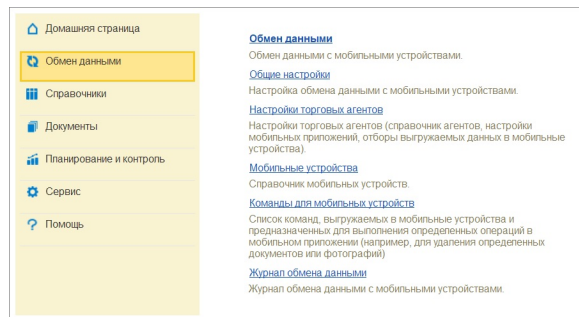 Домашняя страница
Обмен данными
Справочники
Документы
Планирование и контроль
Сервис
Помощь
Обмен данными
Обмен данными с мобильными устройствами.
Общие настройки
Настройка обмена данными с мобильными устройствами.
Настройки торговых агентов
Настройки торговых агентов (справочник агентов, настройки
мобильных приложений, отборы выгружаемых данных в мобильные
устройства).
Мобильные устройства
Справочник мобильных устройств.
Команды для мобильных устройств
Список команд, выгружаемых в мобильные устройства и
предназначенных для выполнения определенных операций в
мобильном приложении (например, для удаления определенных
документов или фотографий)
Журнал обмена данными
Журнал обмена данными с мобильными устройствами.